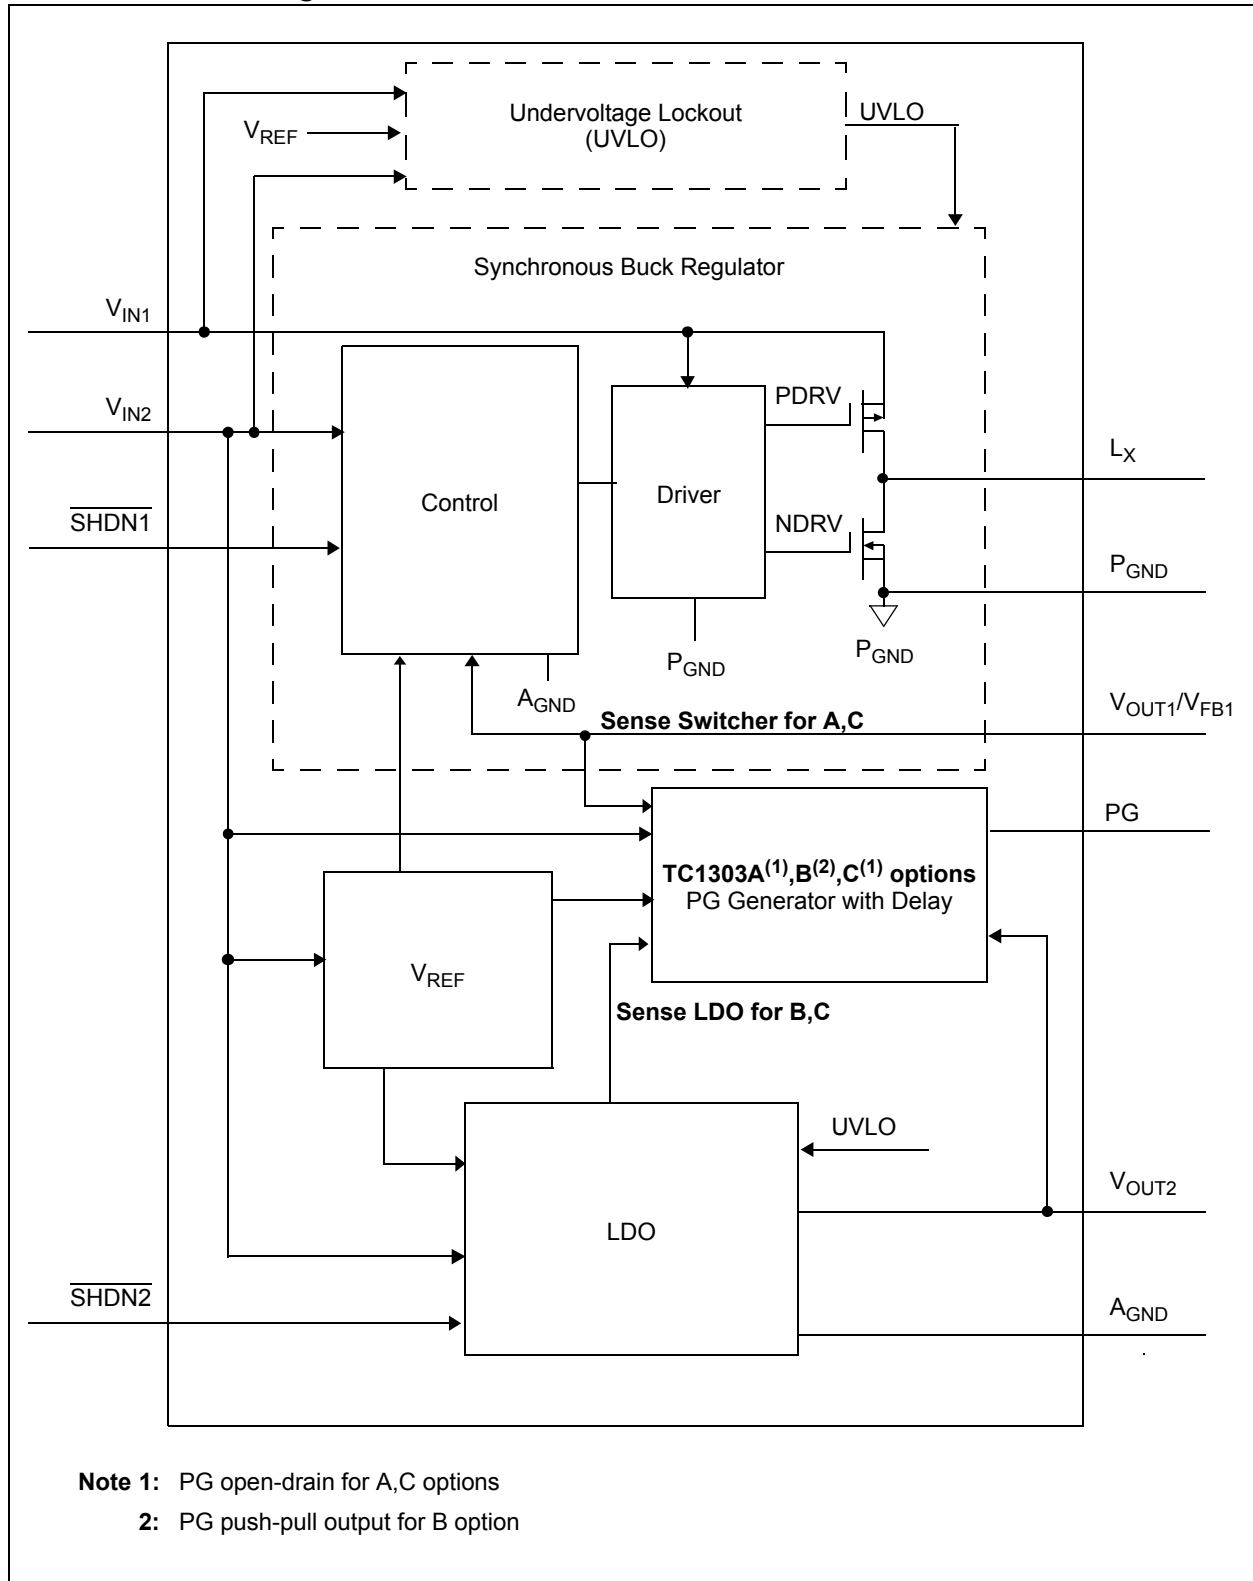 Undervoltage Lockout
(UVLO)
UVLO
VREF
Synchronous Buck Regulator
VIN1
VIN2
PDRV
LX
Control
Driver
SHDN1
NDRV
PGND
PGND
PGND
AGND
VOUT1/VFB1
Sense Switcher for A,C
PG
TC1303A(1),B(2),C(1) options
PG Generator with Delay
VREF
Sense LDO for B,C
UVLO
VOUT2
LDO
SHDN2
AGND
Note 1: PG open-drain for A,C options
2: PG push-pull output for B option